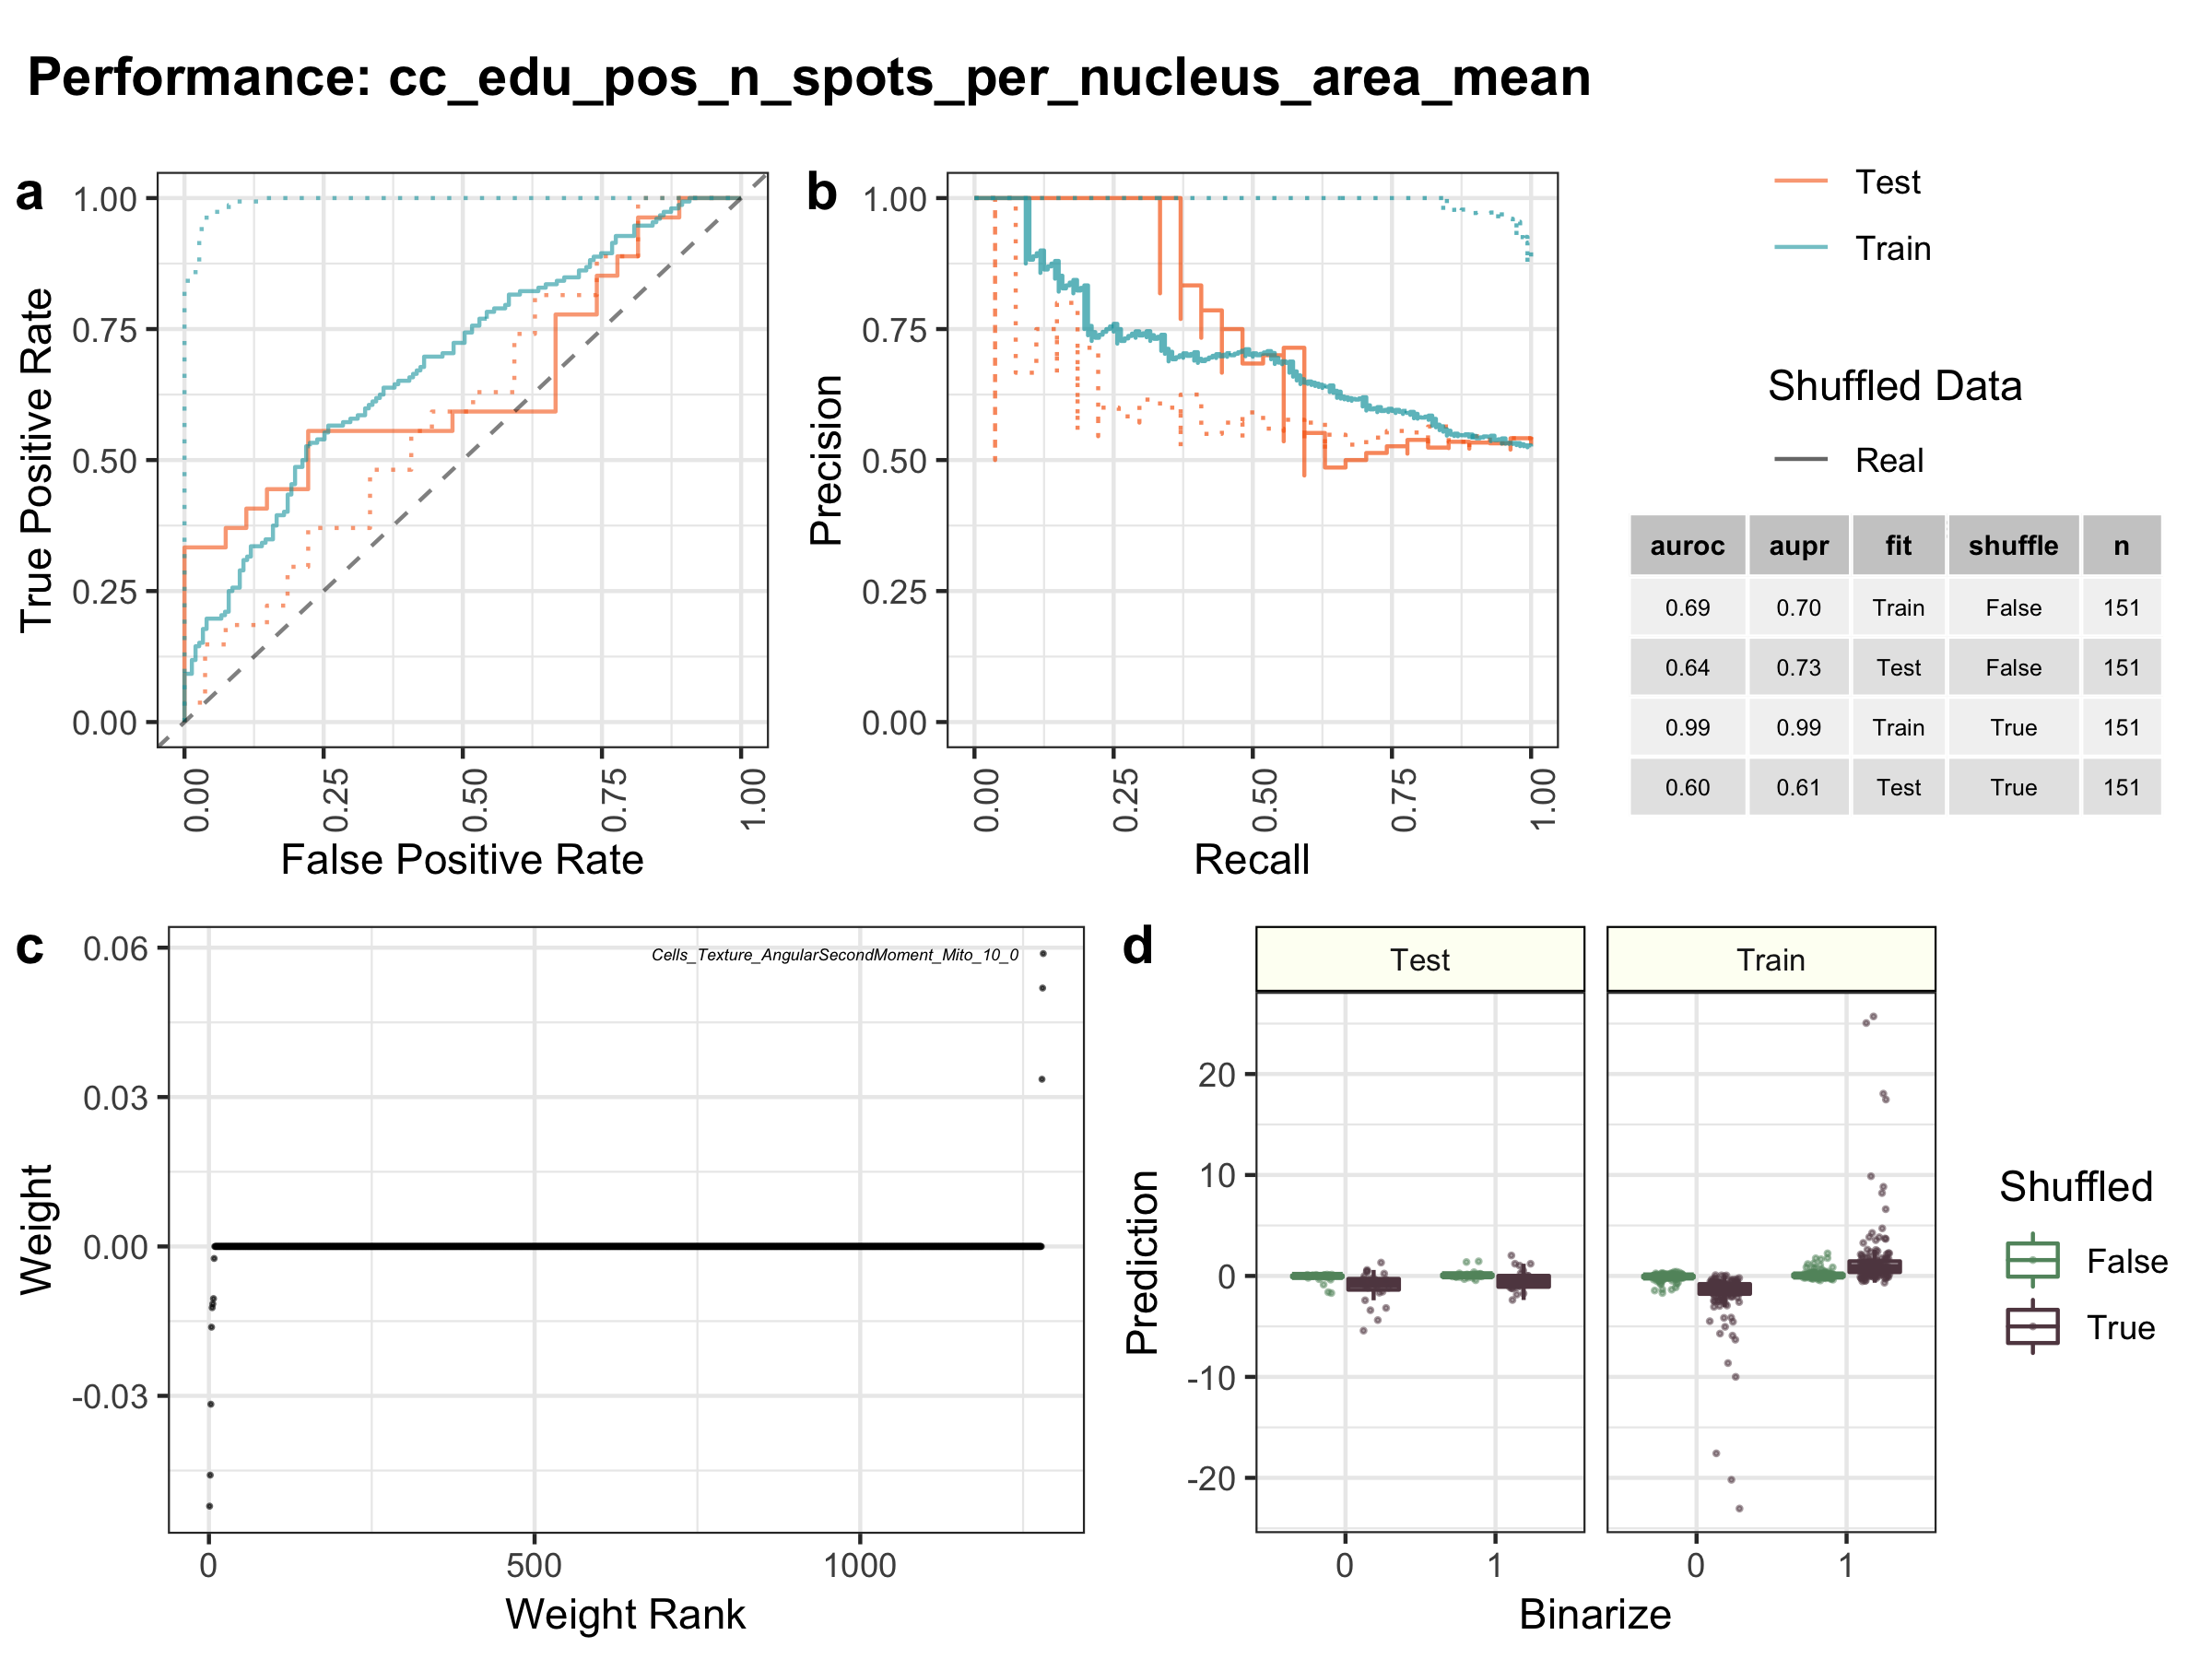 Performance: cc_edu_pos_n_spots_per_nucleus_area_mean
a
1.00
0.75
0.50
0.25
0.00
True Positive Rate
0.00
0.25
0.50
0.75
1.00
False Positive Rate
b
1.00
0.75
0.50
0.25
0.00
Precision
0.00
0.25
0.50
0.75
1.00
Recall
Test
Train
Shuffled Data
Real
auroc aupr fit shuffle n
0.69 0.70 Train False 151
0.64 0.73 Test False 151
0.99 0.99 Train True 151
0.60 0.61 Test True 151
c
0.06
0.03
0.00
-0.03
Weight
Cells_Texture_AngularSecondMoment_Mito_10_0
0
500
1000
Weight Rank
d
Test
Train
20
10
0
-10
-20
Prediction
0
1
0
1
Binarize
Shuffled
False
True